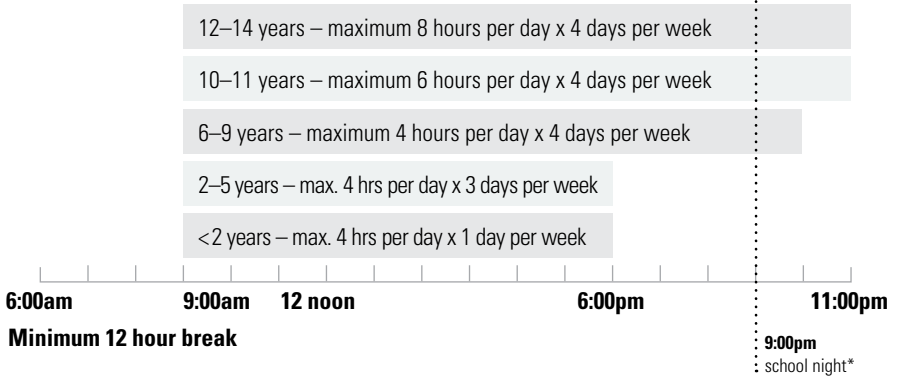 12–14 years – maximum 8 hours per day x 4 days per week
10–11 years – maximum 6 hours per day x 4 days per week
6–9 years – maximum 4 hours per day x 4 days per week
2–5 years – max. 4 hrs per day x 3 days per week
<2 years – max. 4 hrs per day x 1 day per week
6:00am 9:00am 12 noon 6:00pm 11:00pm
Minimum 12 hour break
9:00pm
school night*